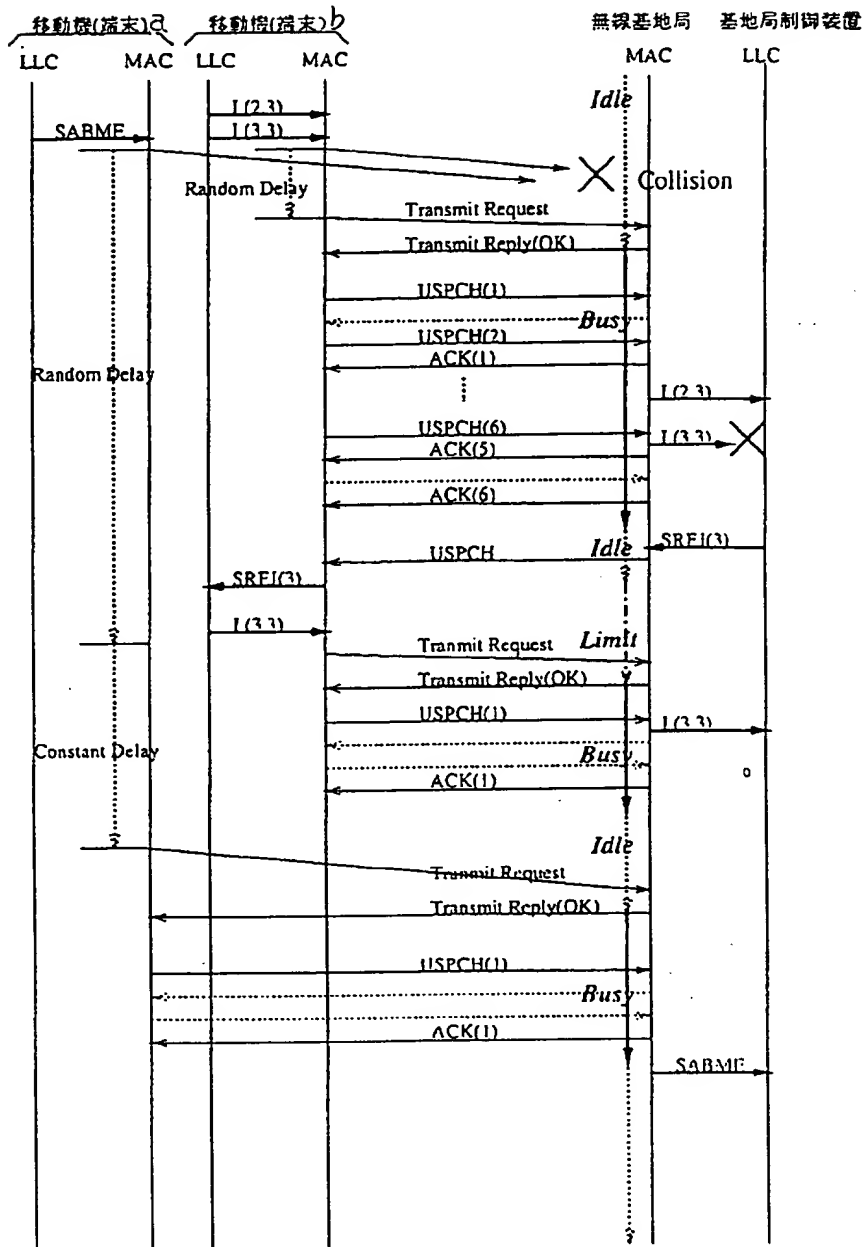 移動機(端末)a 移動機(端末)b 無線基地局 基地局制御装置
LLC MAC LLC MAC MAC LLC
Idle
I(2.3)
SABME I(3.3)
Collision
Random Delay
Transmit Request
Transmit Reply(OK)
USPCH(1)
Busy
USPCH(2)
ACK(1)
Random Delay
I(2.3)
USPCH(6)
I(3.3)
ACK(5)
ACK(6)
Idle SREJ(3)
USPCH
SREJ(3)
I(3.3)
Tranmit Request Limit
Transmit Reply(OK)
USPCH(1)
I(3.3)
Constant Delay Busy
ACK(1)
Idle
Tranmit Request
Transmit Reply(OK)
USPCH(1)
Busy
ACK(1)
SABME